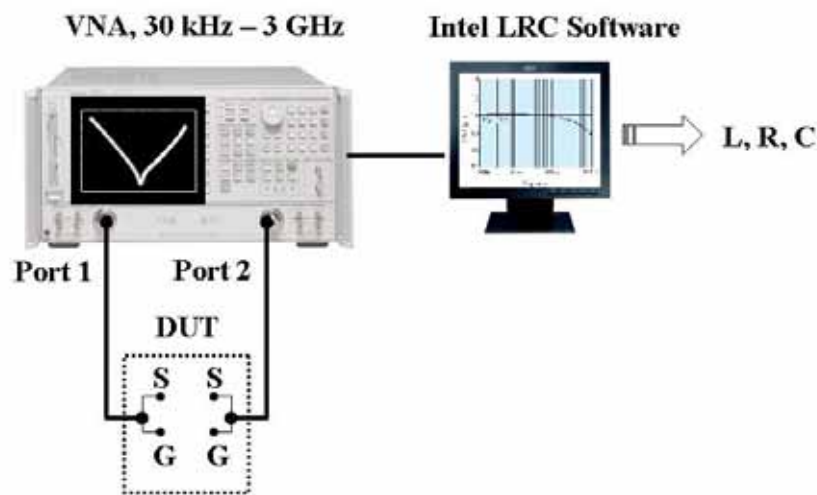 VNA, 30 kHz – 3 GHz
Intel LRC Software
L, R, C
Port 1
Port 2
DUT
S S
G G